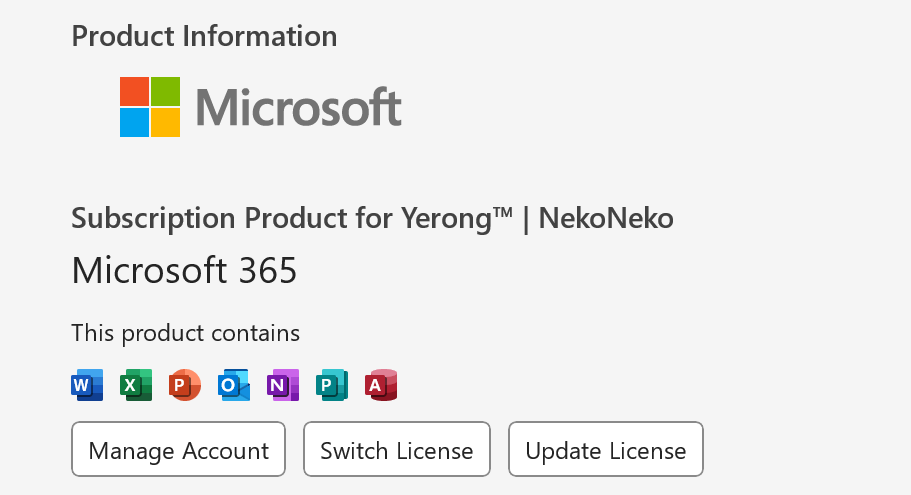 Product Information
Microsoft
Subscription Product for Yerong™ | NekoNeko
Microsoft 365
This product contains
W X P O N P A
Manage Account Switch License Update License